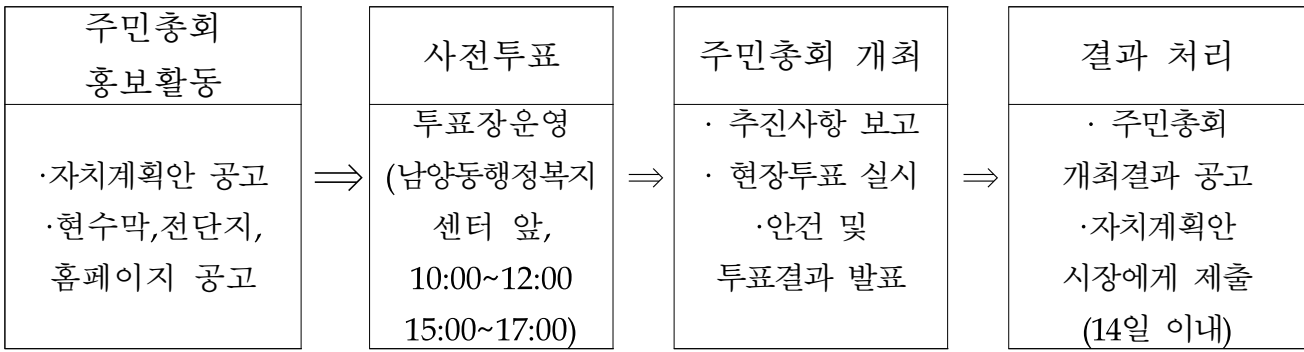 주민총회
홍보활동
·자치계획안 공고
·현수막,전단지,
홈페이지 공고
⇒
사전투표
투표장운영
(남양동행정복지
센터 앞,
10:00~12:00
15:00~17:00)
⇒
주민총회 개최
· 추진사항 보고
· 현장투표 실시
·안건 및
투표결과 발표
⇒
결과 처리
· 주민총회
개최결과 공고
·자치계획안
시장에게 제출
(14일 이내)